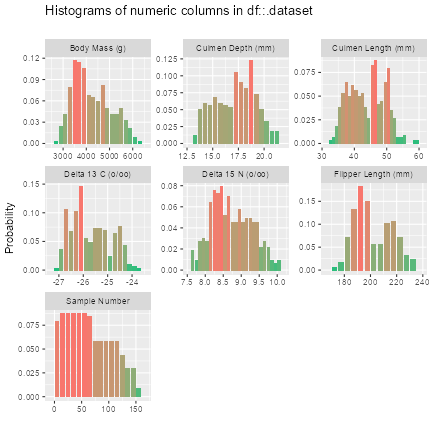 Histograms of numeric columns in df::.dataset
Body Mass (g) Culmen Depth (mm) Culmen Length (mm)
0.12
0.09
0.06
0.03
0.00
3000 4000 5000 6000
0.125
0.100
0.075
0.050
0.025
0.000
12.5 15.0 17.5 20.0
0.075
0.050
0.025
0.000
30 40 50 60
Delta 13 C (o/oo) Delta 15 N (o/oo) Flipper Length (mm)
0.15
0.10
0.05
0.00
-27 -26 -25 -24
0.08
0.06
0.04
0.02
0.00
7.5 8.0 8.5 9.0 9.5 10.0
0.15
0.10
0.05
0.00
180 200 220 240
Sample Number
0.075
0.050
0.025
0.000
0 50 100 150
Probability